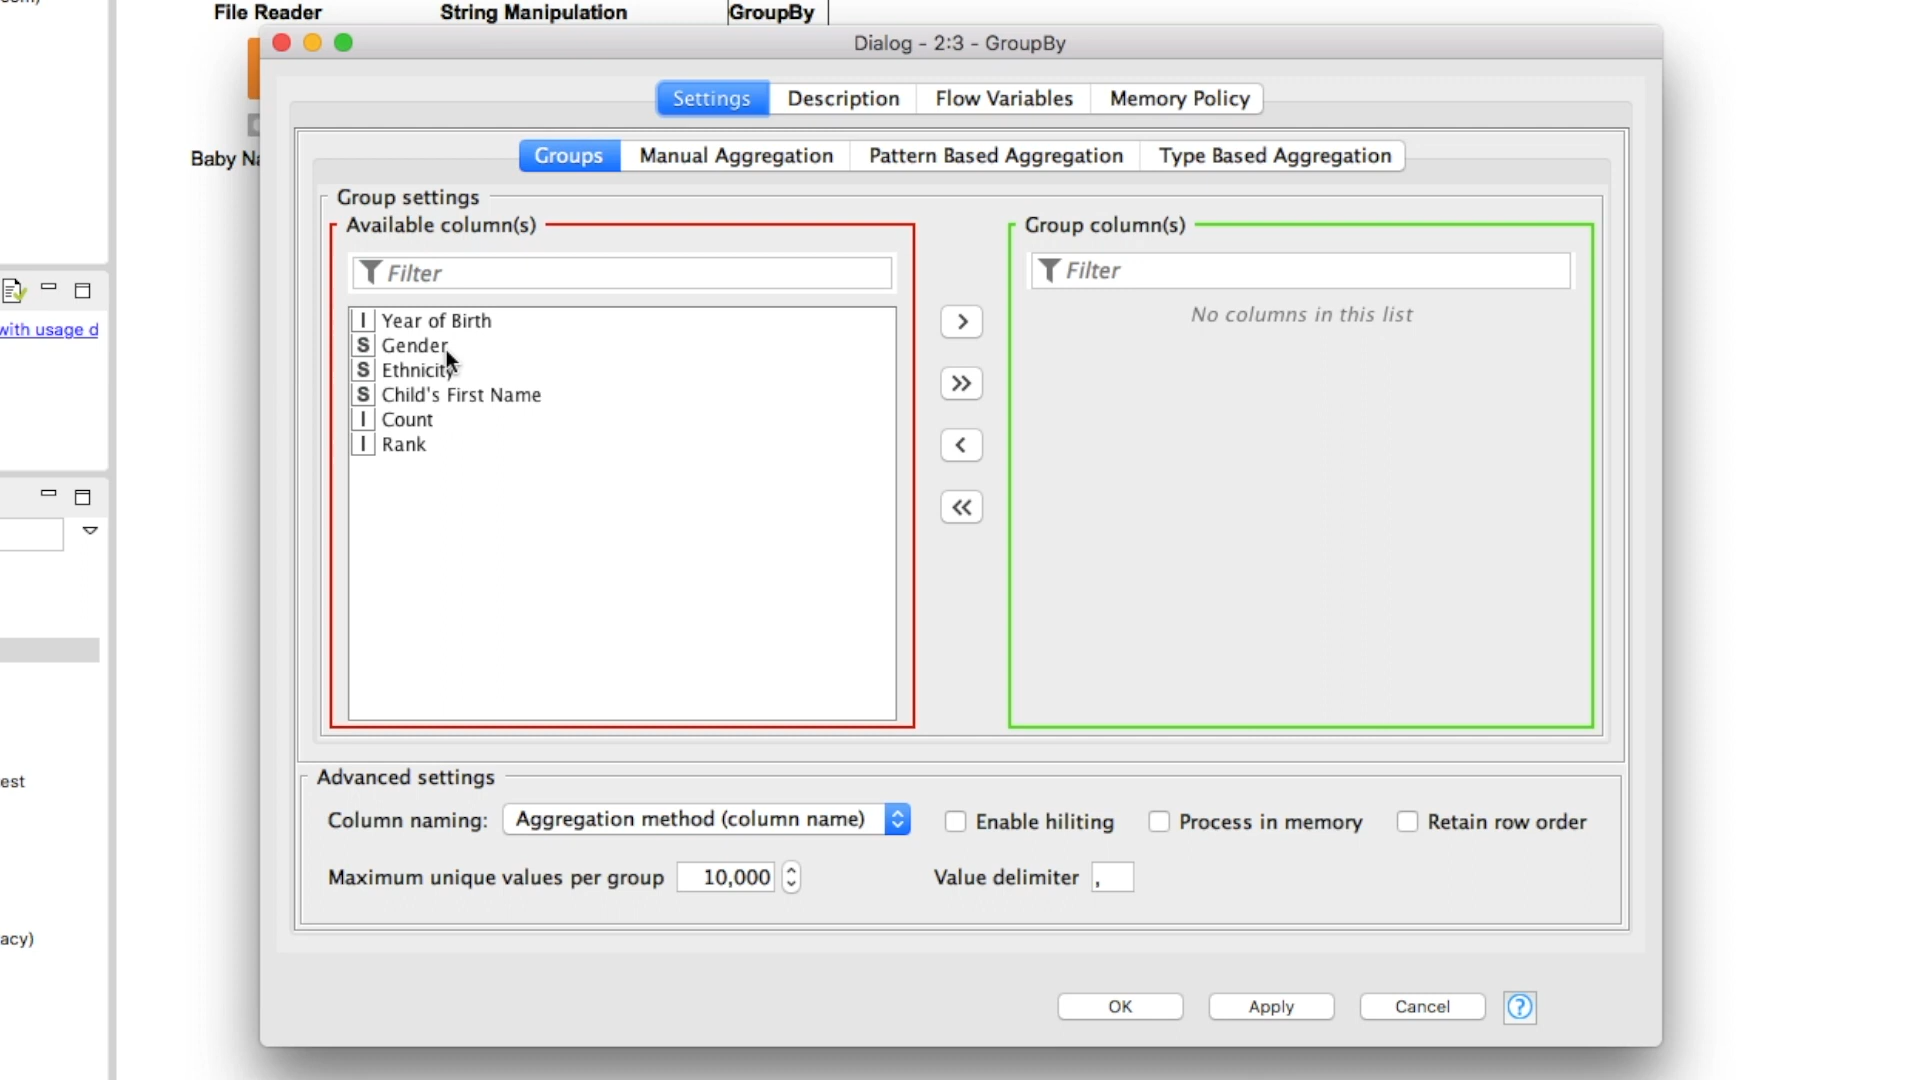 File Reader
String Manipulation
GroupBy
Dialog - 2:3 - GroupBy
Settings
Description
Flow Variables
Memory Policy
Groups
Manual Aggregation
Pattern Based Aggregation
Type Based Aggregation
Baby Na
Group settings
Available column(s)
Group column(s)
Filter
Filter
No columns in this list
I Year of Birth
S Gender
S Ethnicity
S Child's First Name
I Count
I Rank
>
>>
<
<<
with usage d
est
acy)
Advanced settings
Column naming:
Aggregation method (column name)
Enable hiliting
Process in memory
Retain row order
Maximum unique values per group
10,000
Value delimiter
,
OK
Apply
Cancel
?